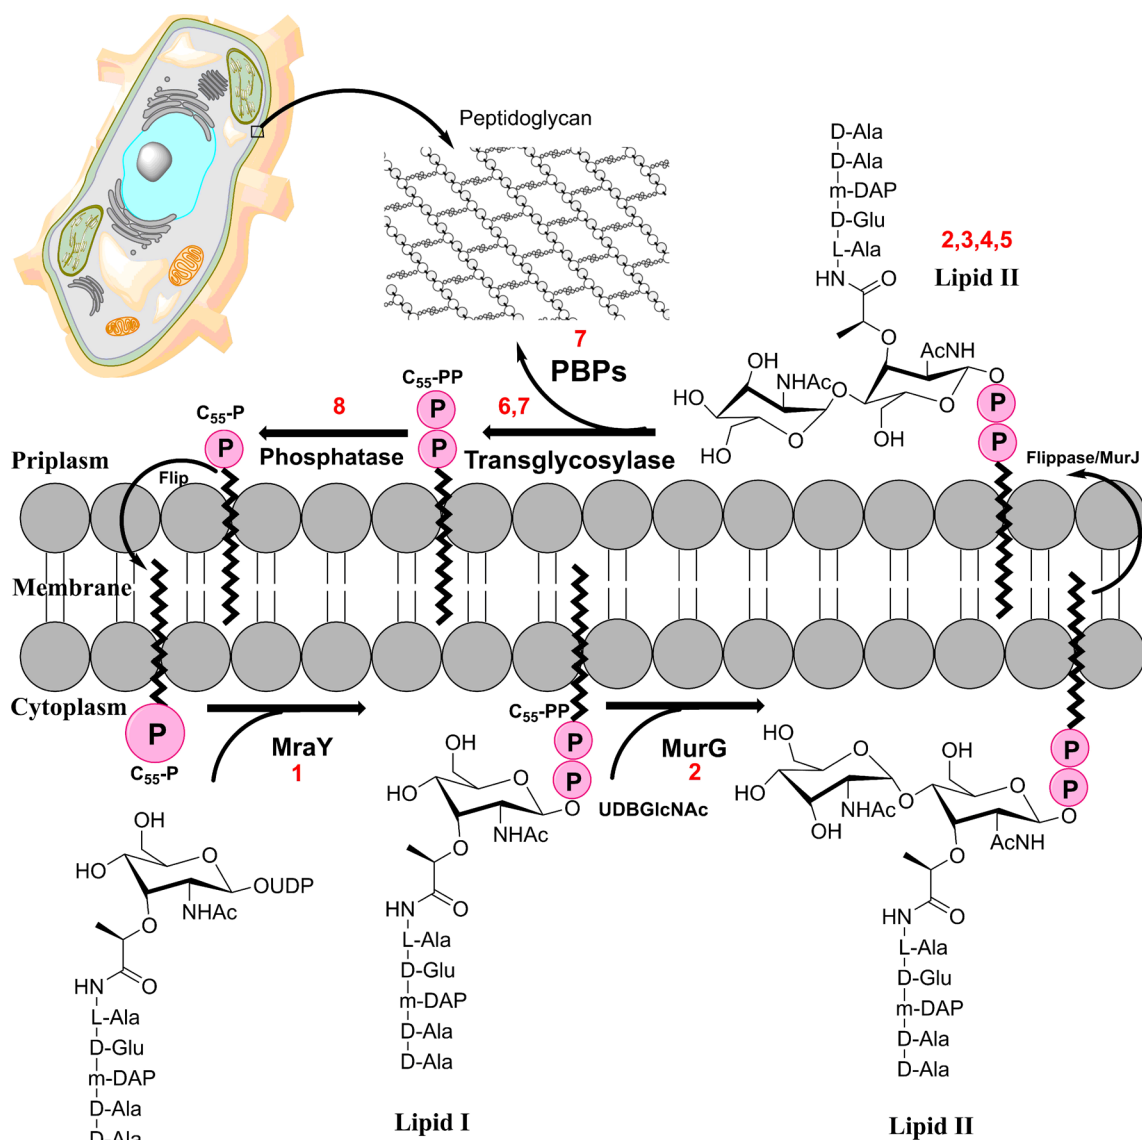 Peptidoglycan
D-Ala
D-Ala
m-DAP
D-Glu
L-Ala
HN
O
O
2,3,4,5
Lipid II
7
PBPs
OH
HO
HO
NHAc
O
O
AcNH
O
HO
O
P
P
C55-PP
P
P
6,7
Transglycosylase
8
Phosphatase
C55-P
P
Priplasm
Flip
Flippase/MurJ
Membrane
Cytoplasm
P
C55-P
MraY
1
C55-PP
P
P
MurG
2
UDBGlcNAc
P
P
OH
HO
O
OUDP
NHAc
O
HN
O
L-Ala
D-Glu
m-DAP
D-Ala
D-Ala
OH
HO
O
O
NHAc
O
HN
O
L-Ala
D-Glu
m-DAP
D-Ala
D-Ala
Lipid I
HO
HO
OH
O
NHAc
O
O
OH
O
O
AcNH
O
HN
O
L-Ala
D-Glu
m-DAP
D-Ala
D-Ala
Lipid II